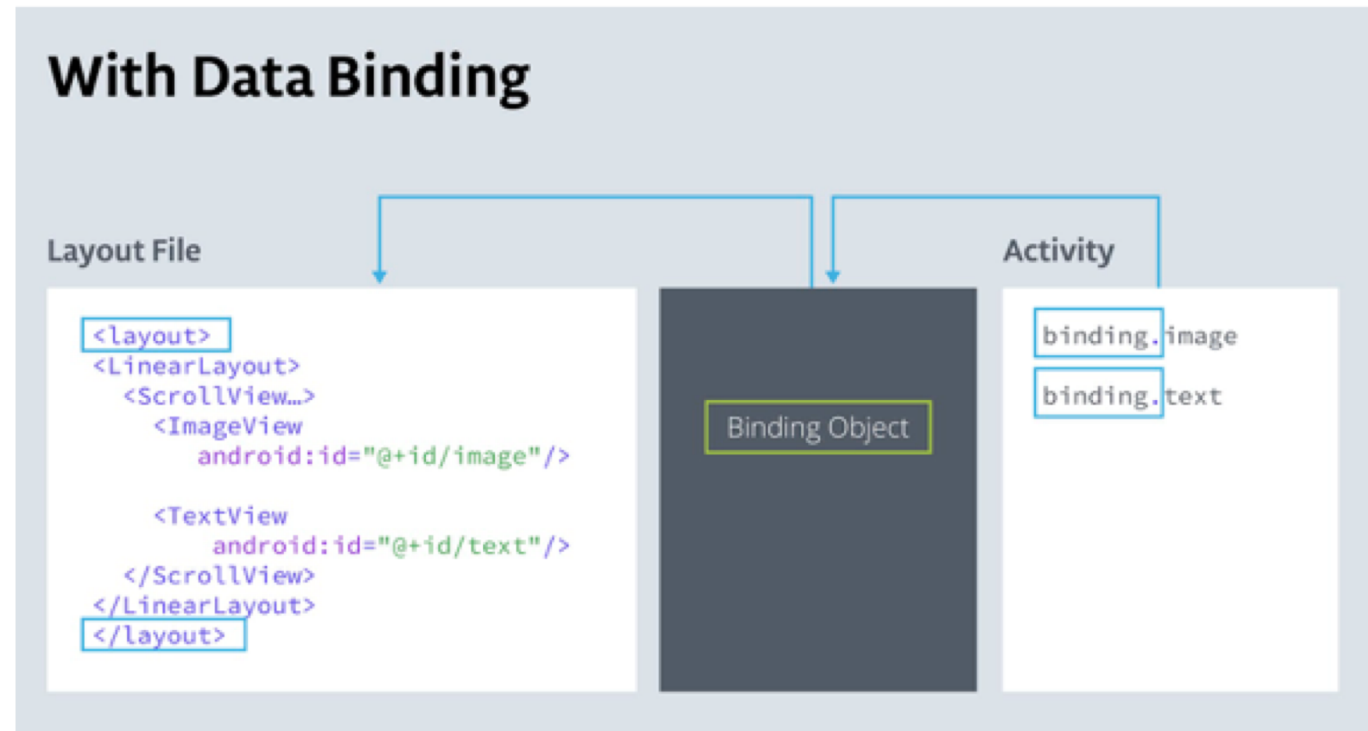 With Data Binding
Layout File
<layout>
<LinearLayout>
<ScrollView…>
<ImageView
android:id="@+id/image"/>
<TextView
android:id="@+id/text"/>
</ScrollView>
</LinearLayout>
</layout>
Binding Object
Activity
binding.image
binding.text